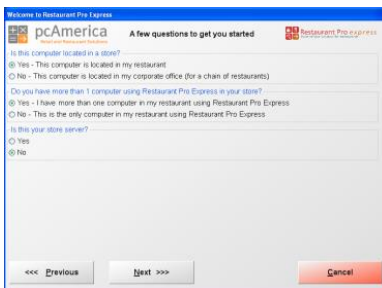 Welcome to Restaurant Pro Express
pcAmerica
A few questions to get you started
Restaurant Pro express
Is this computer located in a store?
Yes - This computer is located in my restaurant
No - This computer is located in my corporate office (for a chain of restaurants)
Do you have more than 1 computer using Restaurant Pro Express in your store?
Yes - I have more than one computer in my restaurant using Restaurant Pro Express
No - This is the only computer in my restaurant using Restaurant Pro Express
Is this your store server?
Yes
No
<<< Previous
Next >>>
Cancel